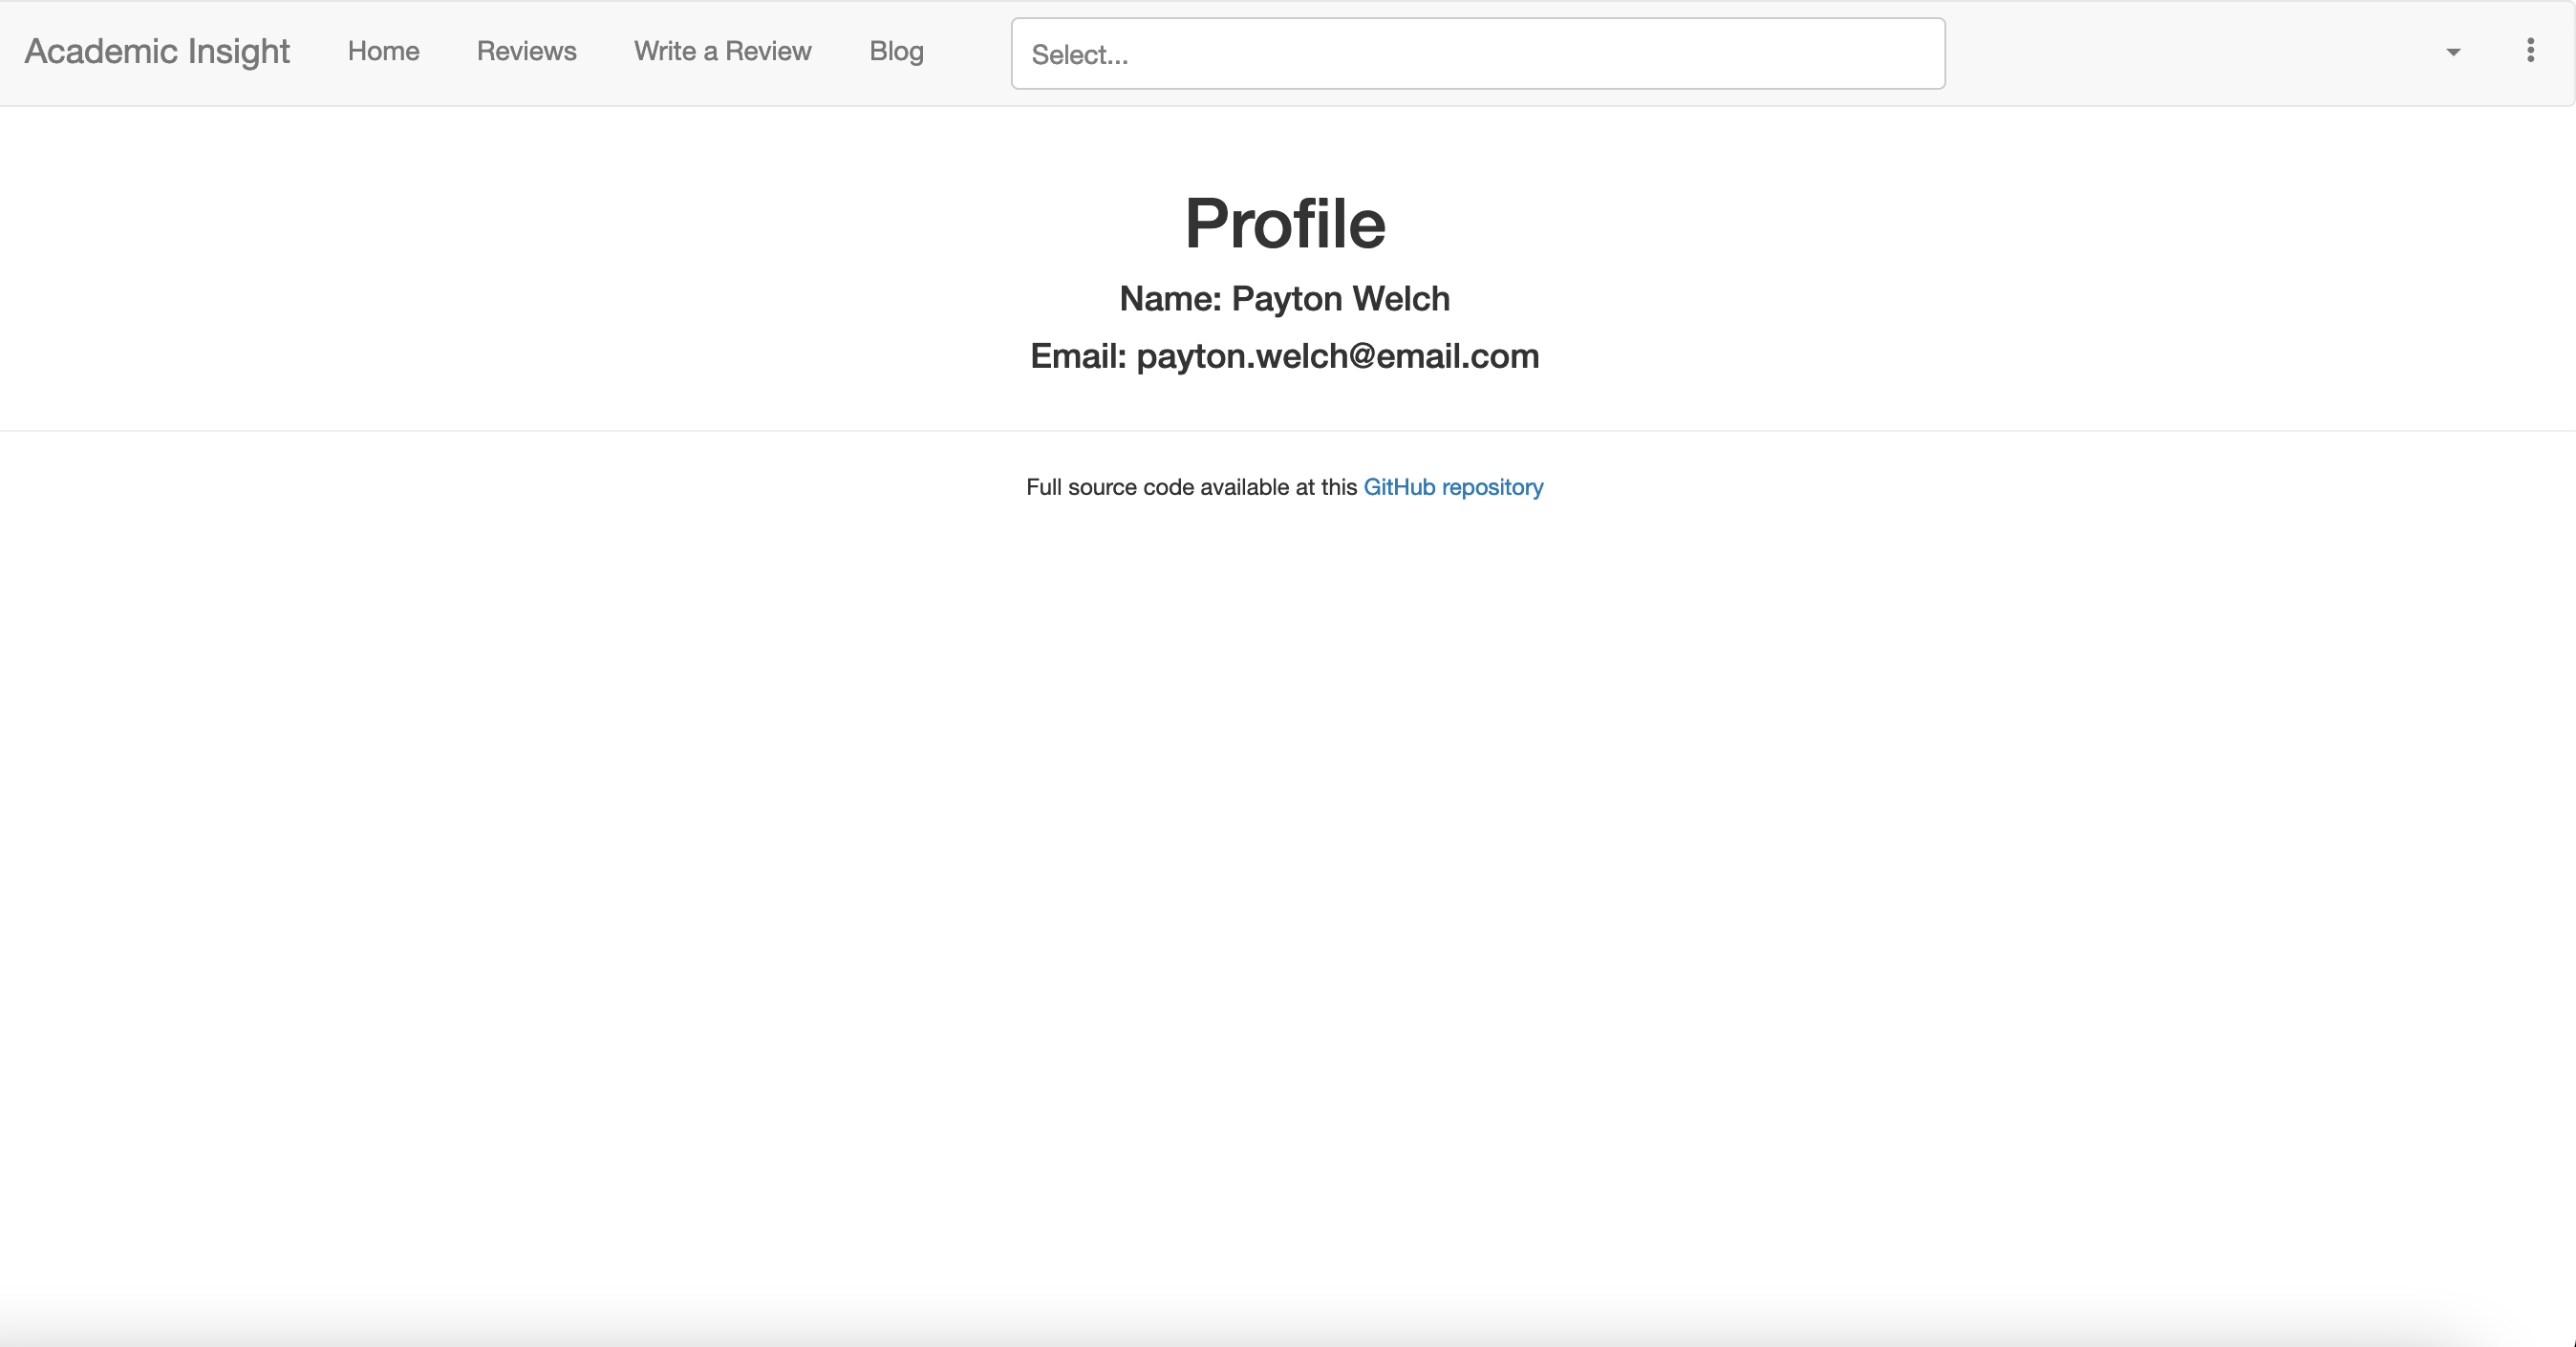 Academic Insight Home Reviews Write a Review Blog Select...
Profile
Name: Payton Welch
Email: payton.welch@email.com
Full source code available at this GitHub repository